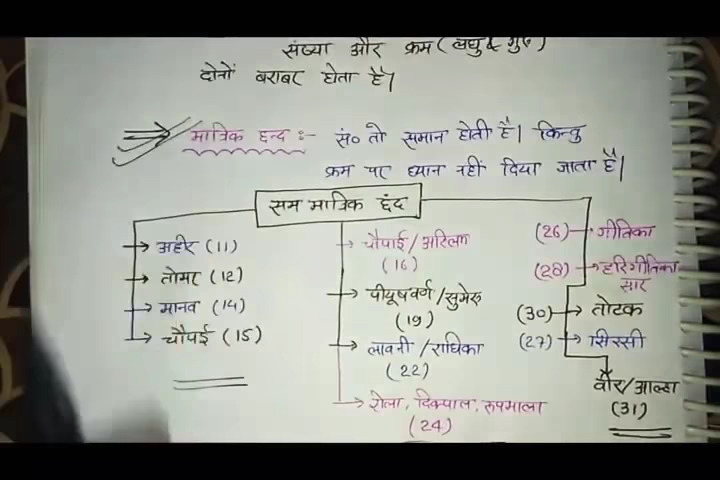 संख्या और क्रम (लघु & गुरु)
दोनों बराबर होता है।
मात्रिक छन्द :- सं० तो समान होती है। किन्तु
क्रम पर ध्यान नहीं दिया जाता है।
सम मात्रिक छंद
अहीर (11)
तोमर (12)
मानव (14)
चौपई (15)
चौपाई / अरिल्ल
(16)
पीयूषवर्ण / सुमेरु
(19)
लावनी / राधिका
(22)
रोला, दिक्पाल, रुपमाला
(24)
(26) गीतिका
(28) हरिगीतिका
सार
(30) तोटक
(27) सिरसी
वीर / आल्हा
(31)